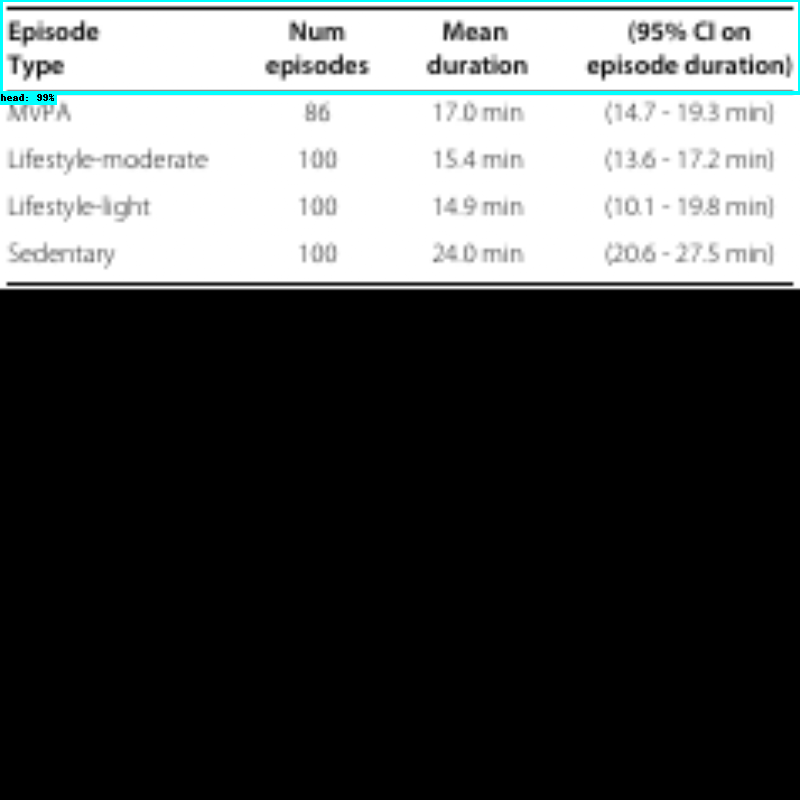 Episode Type Num episodes Mean duration (95% CI on episode duration)
head: 99%
MVPA 86 17.0 min (14.7 - 19.3 min)
Lifestyle-moderate 100 15.4 min (13.6 - 17.2 min)
Lifestyle-light 100 14.9 min (10.1 - 19.8 min)
Sedentary 100 24.0 min (20.6 - 27.5 min)